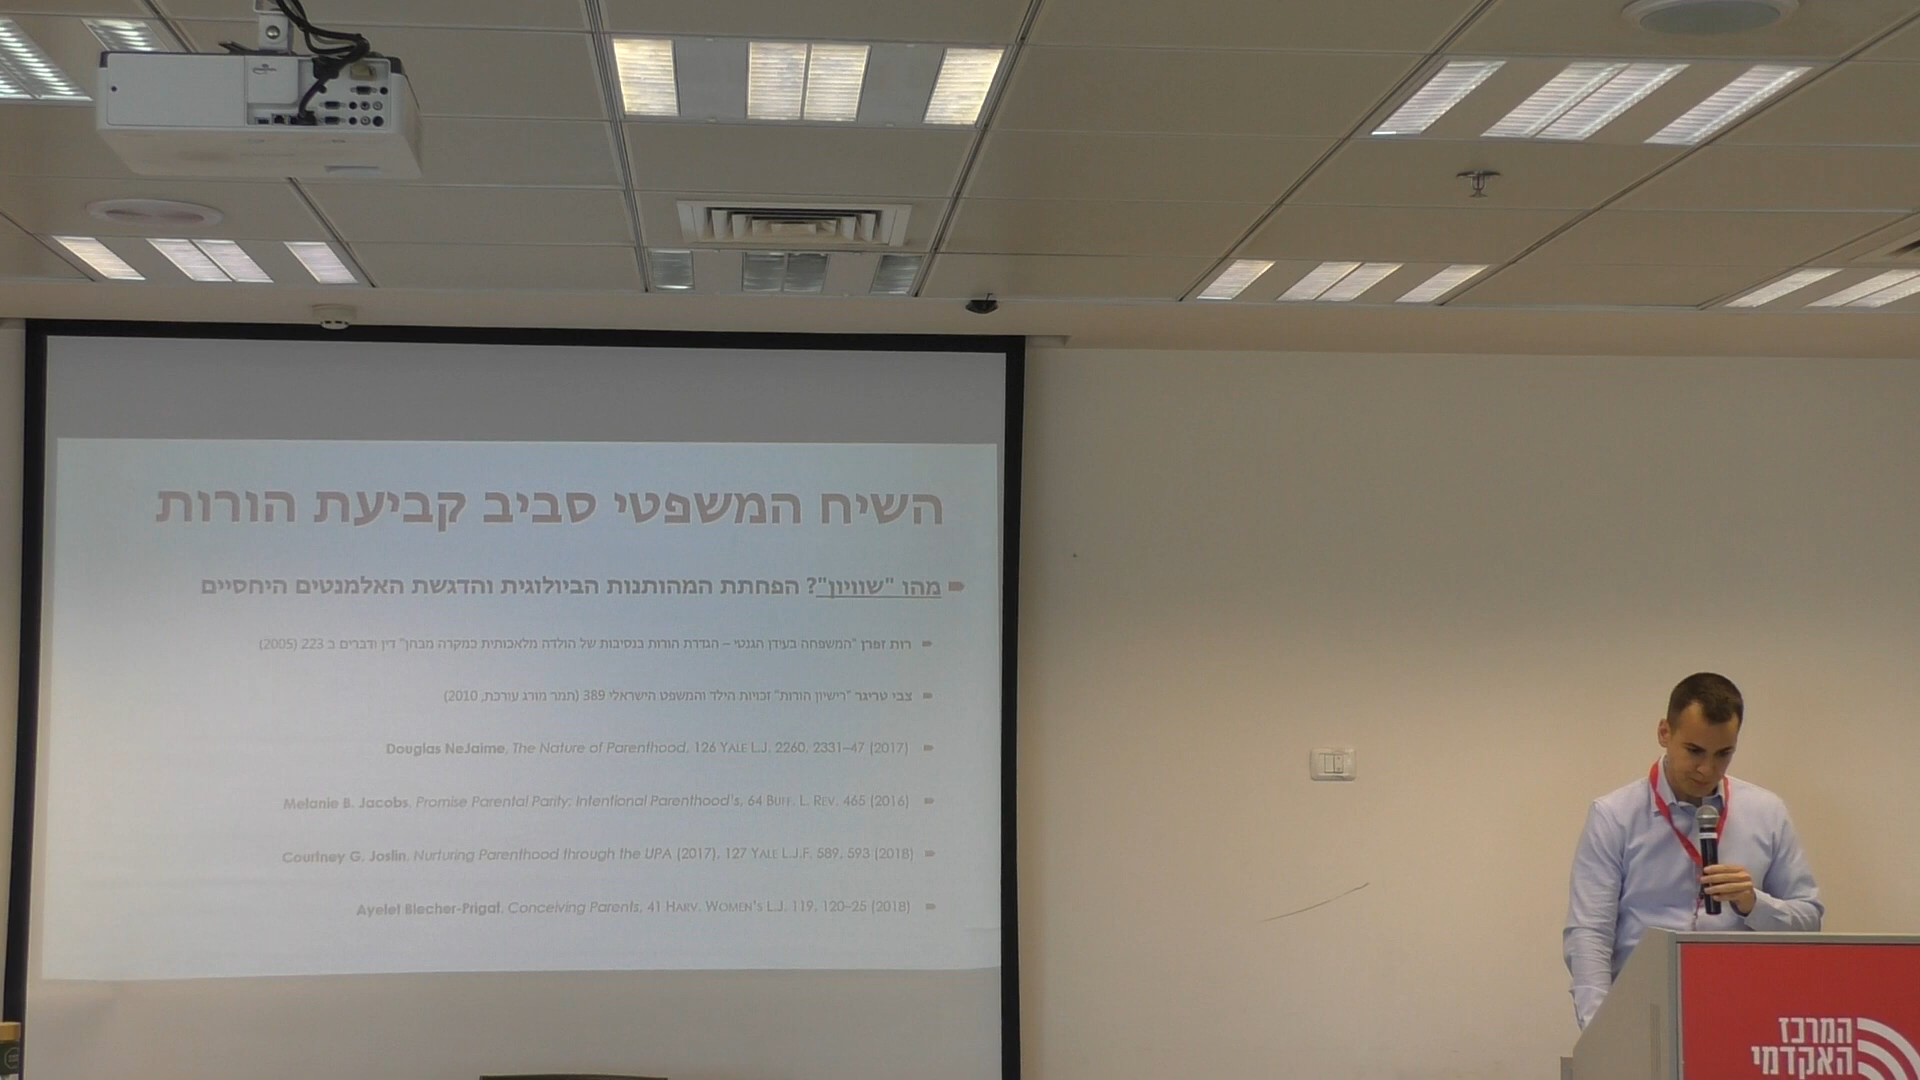 השיח המשפטי סביב קביעת הורות
מהו "שוויון"? הפחתת המהותנות הביולוגית והדגשת האלמנטים היחסיים
רות זפרן "המשפחה בעידן הגנטי – הגדרת הורות בנסיבות של הולדה מלאכותית כמקרה מבחן" דין ודברים ב 223 (2005)
צבי טריגר "רישיון הורות" זכויות הילד והמשפט הישראלי 389 (תמר מורג עורכת, 2010)
Douglas NeJaime, The Nature of Parenthood, 126 YALE L.J. 2260, 2331–47 (2017)
Melanie B. Jacobs, Promise Parental Parity: Intentional Parenthood's, 64 BUFF. L. REV. 465 (2016)
Courtney G. Joslin, Nurturing Parenthood through the UPA (2017), 127 YALE L.J.F. 589, 593 (2018)
Ayelet Blecher-Prigat, Conceiving Parents, 41 HARV. WOMEN'S L.J. 119, 120–25 (2018)
המרכז
האקדמי